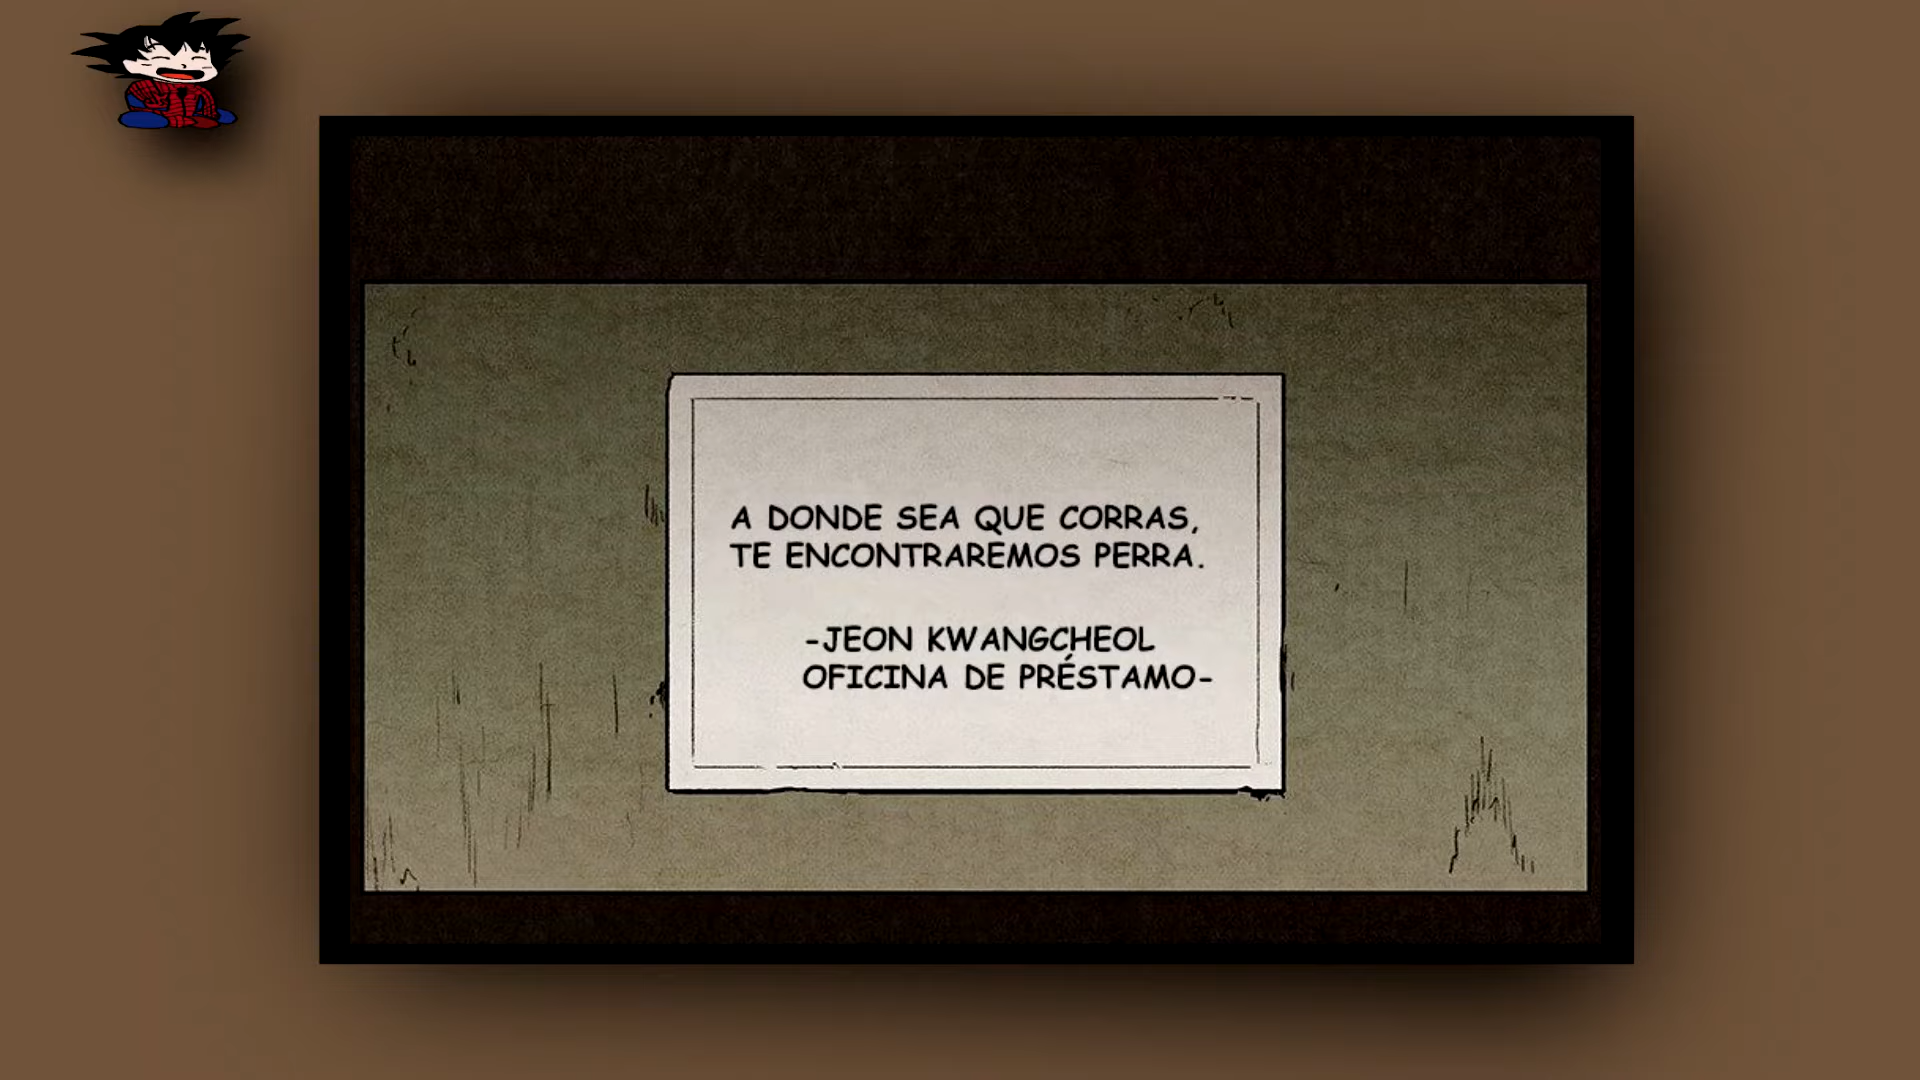 A DONDE SEA QUE CORRAS,
TE ENCONTRAREMOS PERRA.
-JEON KWANGCHEOL
OFICINA DE PRÉSTAMO-